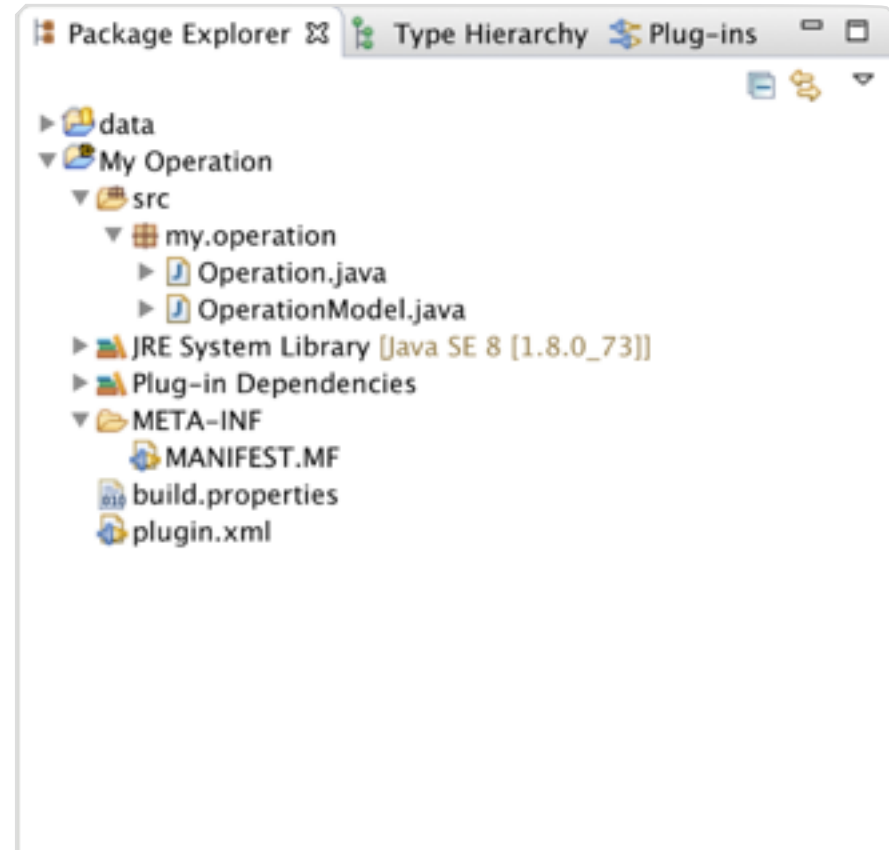 Package Explorer Type Hierarchy Plug-ins
data
My Operation
src
my.operation
Operation.java
OperationModel.java
JRE System Library [Java SE 8 [1.8.0_73]]
Plug-in Dependencies
META-INF
MANIFEST.MF
build.properties
plugin.xml